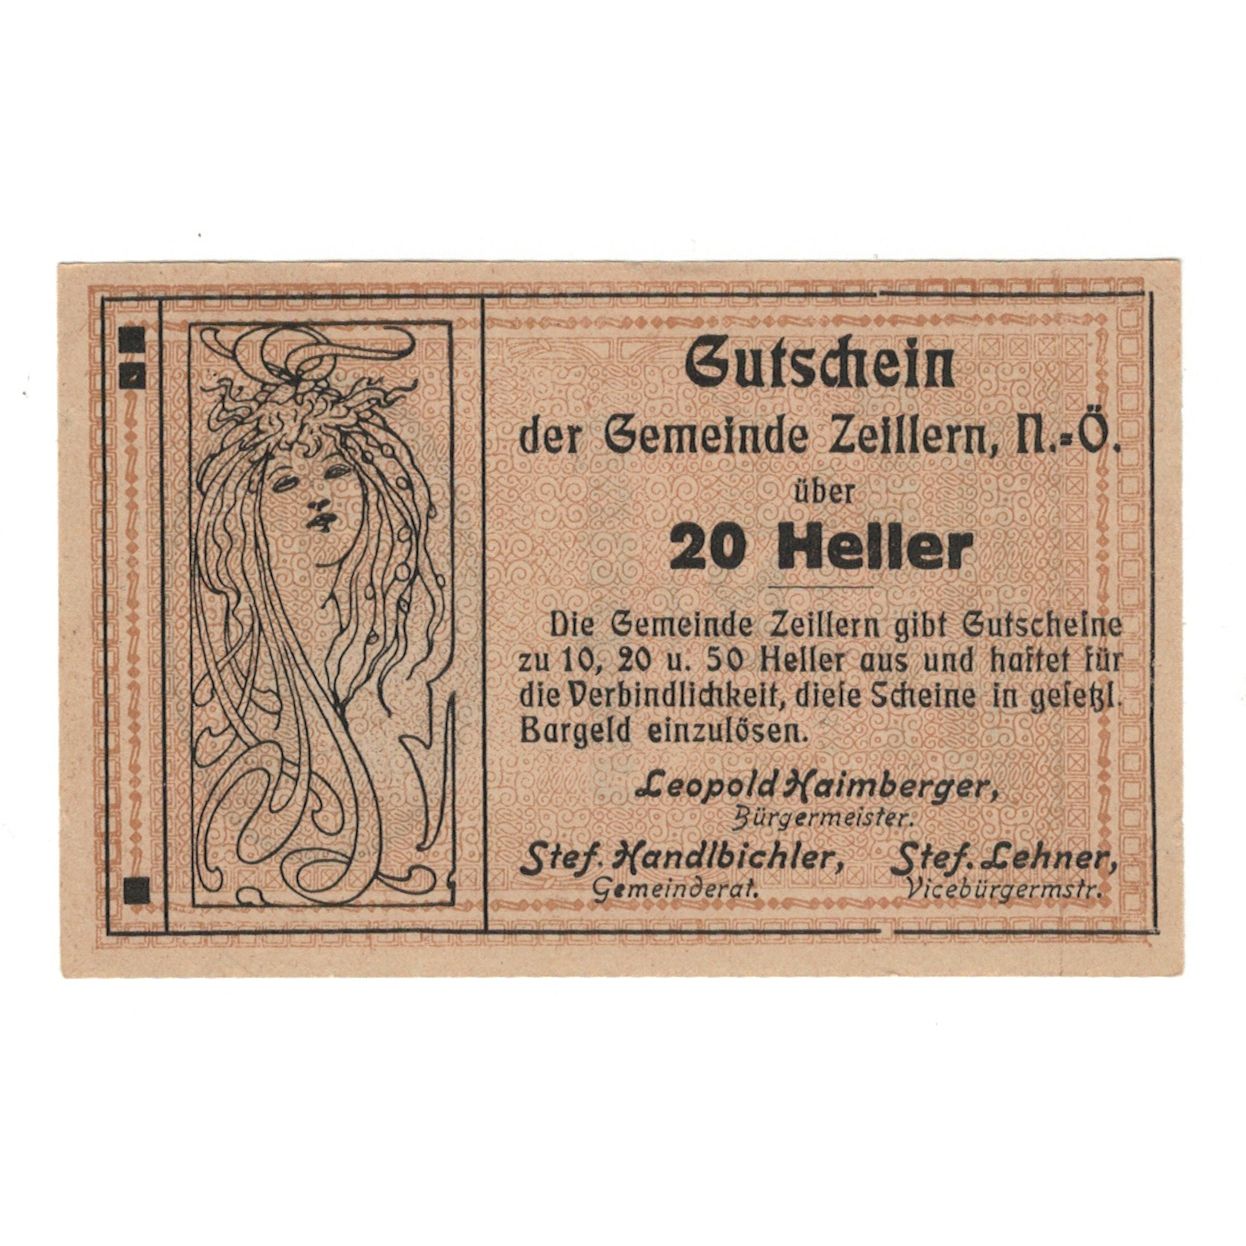 Gutschein
der Gemeinde Zeillern, N.=Ö.
über
20 Heller
Die Gemeinde Zeillern gibt Gutscheine
zu 10, 20 u. 50 Heller aus und haftet für
die Verbindlichkeit, diese Scheine in gesetzl.
Bargeld einzulösen.
Leopold Haimberger,
Bürgermeister.
Stef. Handlbichler, Stef. Lehner,
Gemeinderat. Vicebürgermstr.